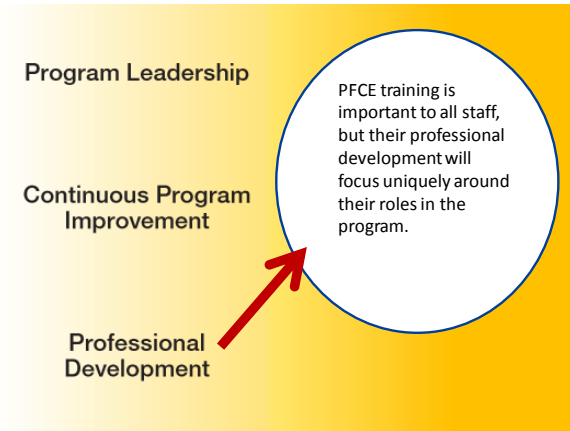 Program Leadership
PFCE training is
important to all staff,
but their professional
development will
focus uniquely around
their roles in the
program.
Continuous Program
Improvement
Professional
Development